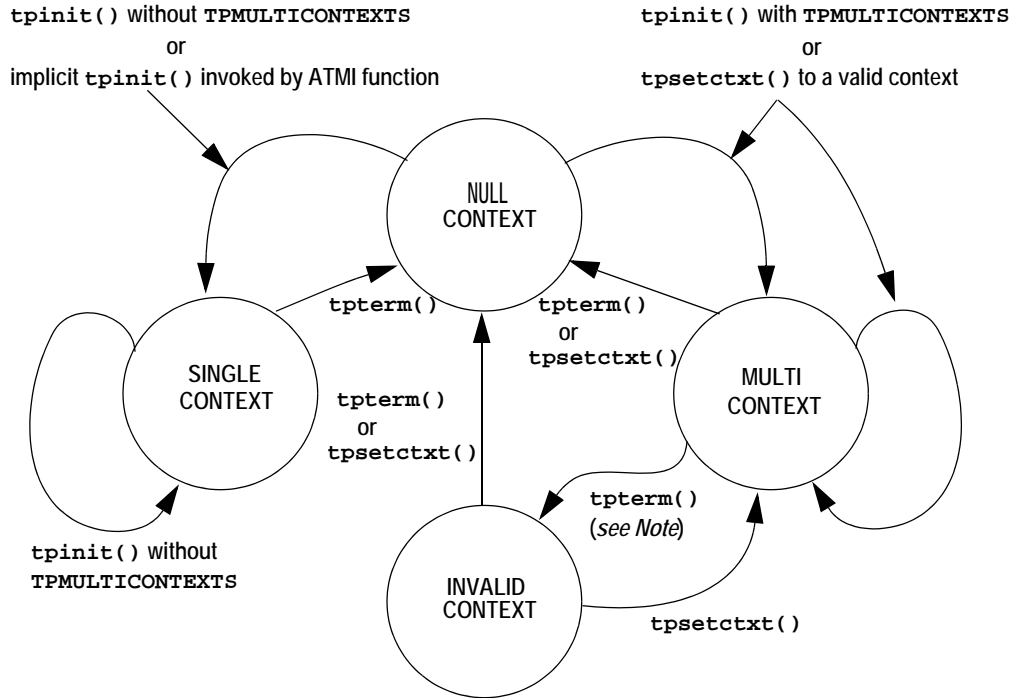 tpinit() without TPMULTICONTEXTS
or
implicit tpinit() invoked by ATMI function
tpinit() with TPMULTICONTEXTS
or
tpsetctxt() to a valid context
NULL
CONTEXT
tpterm()
tpterm()
or
tpsetctxt()
SINGLE
CONTEXT
MULTI
CONTEXT
tpterm()
or
tpsetctxt()
tpterm()
(see Note)
tpinit() without
TPMULTICONTEXTS
INVALID
CONTEXT
tpsetctxt()